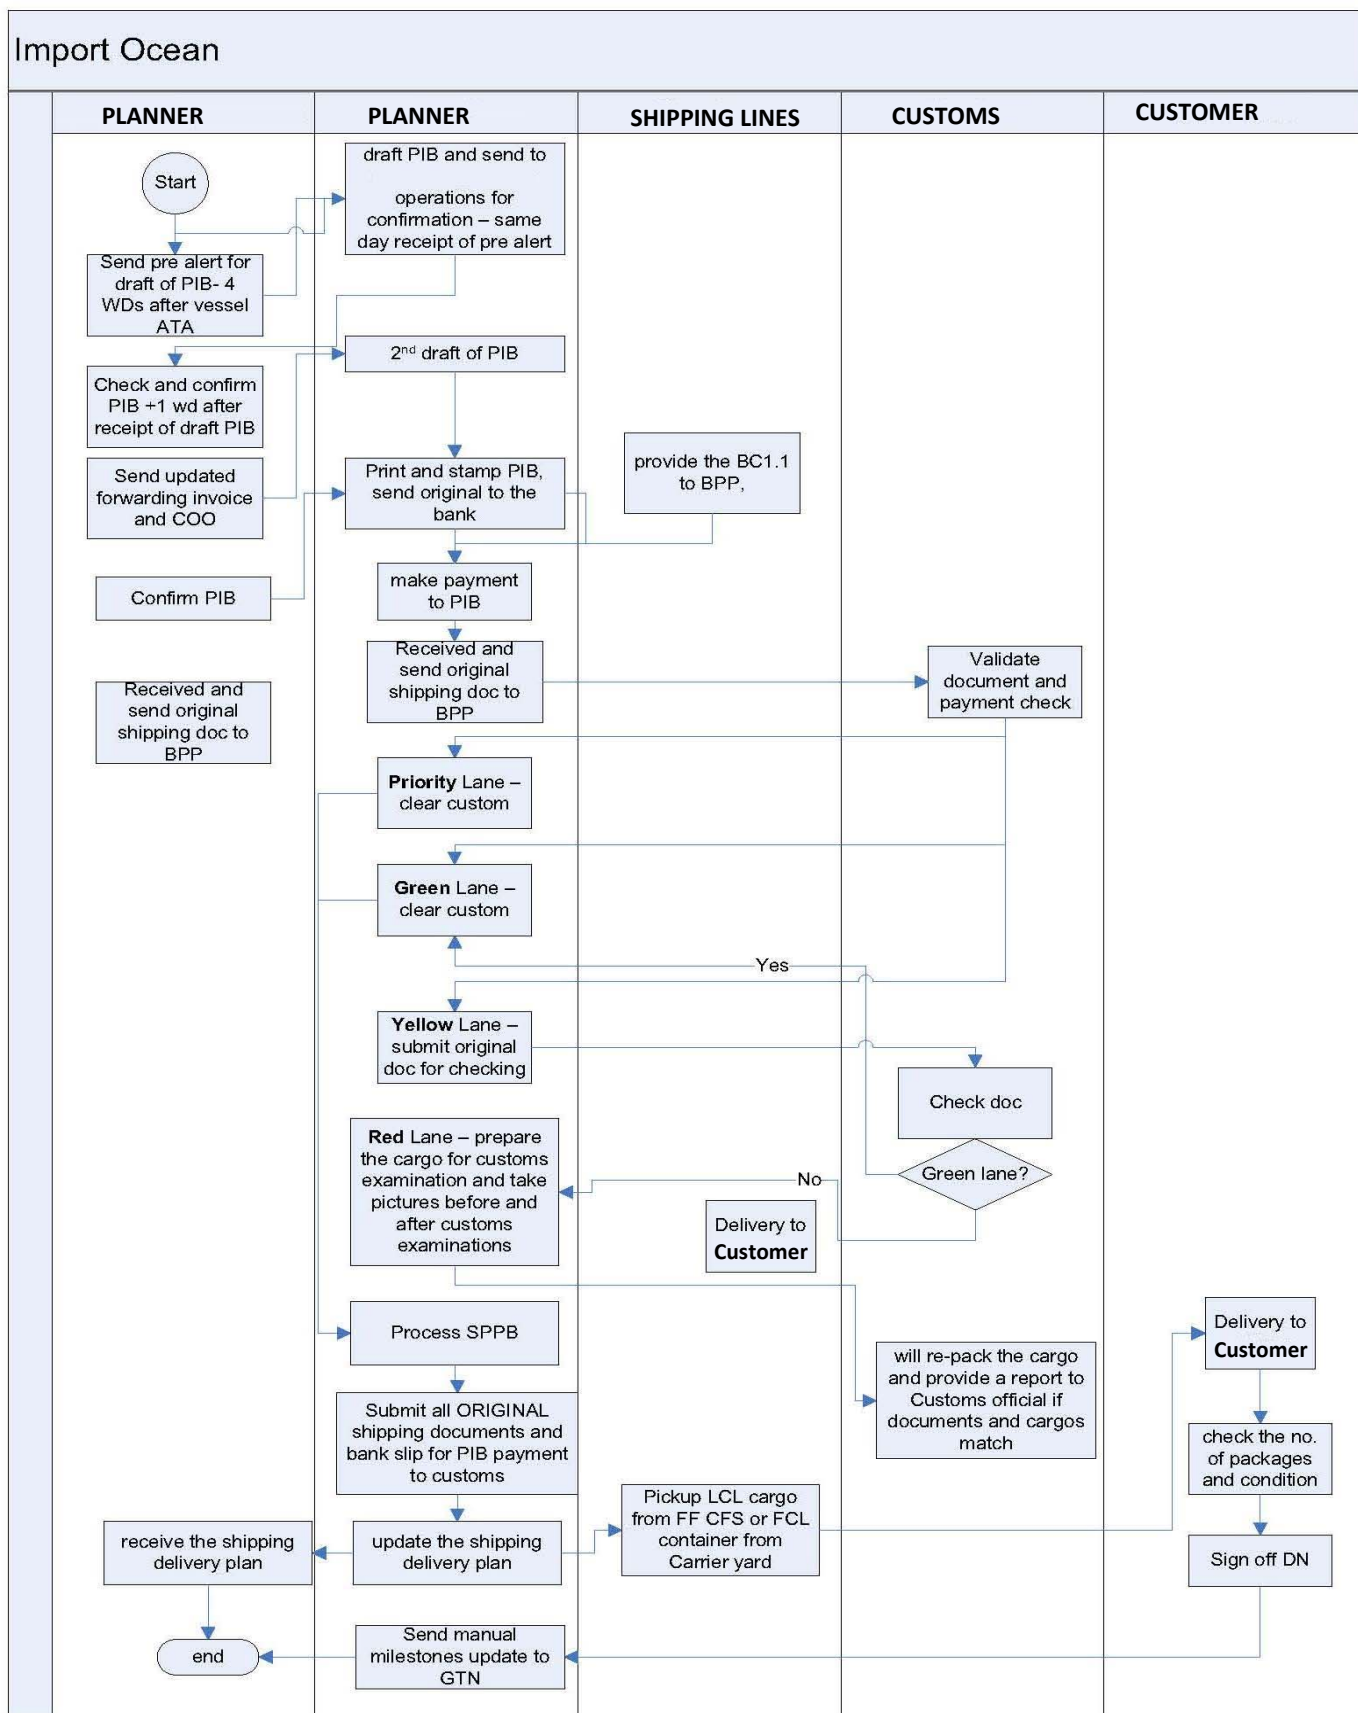 Import Ocean
PLANNER
PLANNER
SHIPPING LINES
CUSTOMS
CUSTOMER
Start
draft PIB and send to
operations for
confirmation – same
day receipt of pre alert
Send pre alert for
draft of PIB- 4
WDs after vessel
ATA
2nd draft of PIB
Check and confirm
PIB +1 wd after
receipt of draft PIB
Send updated
forwarding invoice
and COO
Print and stamp PIB,
send original to the
bank
provide the BC1.1
to BPP,
Confirm PIB
make payment
to PIB
Received and
send original
shipping doc to
BPP
Received and
send original
shipping doc to
BPP
Validate
document and
payment check
Priority Lane –
clear custom
Green Lane –
clear custom
Yes
Yellow Lane –
submit original
doc for checking
Check doc
Green lane?
No
Red Lane – prepare
the cargo for customs
examination and take
pictures before and
after customs
examinations
Delivery to
Customer
Process SPPB
will re-pack the cargo
and provide a report to
Customs official if
documents and cargos
match
Delivery to
Customer
Submit all ORIGINAL
shipping documents and
bank slip for PIB payment
to customs
check the no.
of packages
and condition
receive the shipping
delivery plan
update the shipping
delivery plan
Pickup LCL cargo
from FF CFS or FCL
container from
Carrier yard
Sign off DN
end
Send manual
milestones update to
GTN